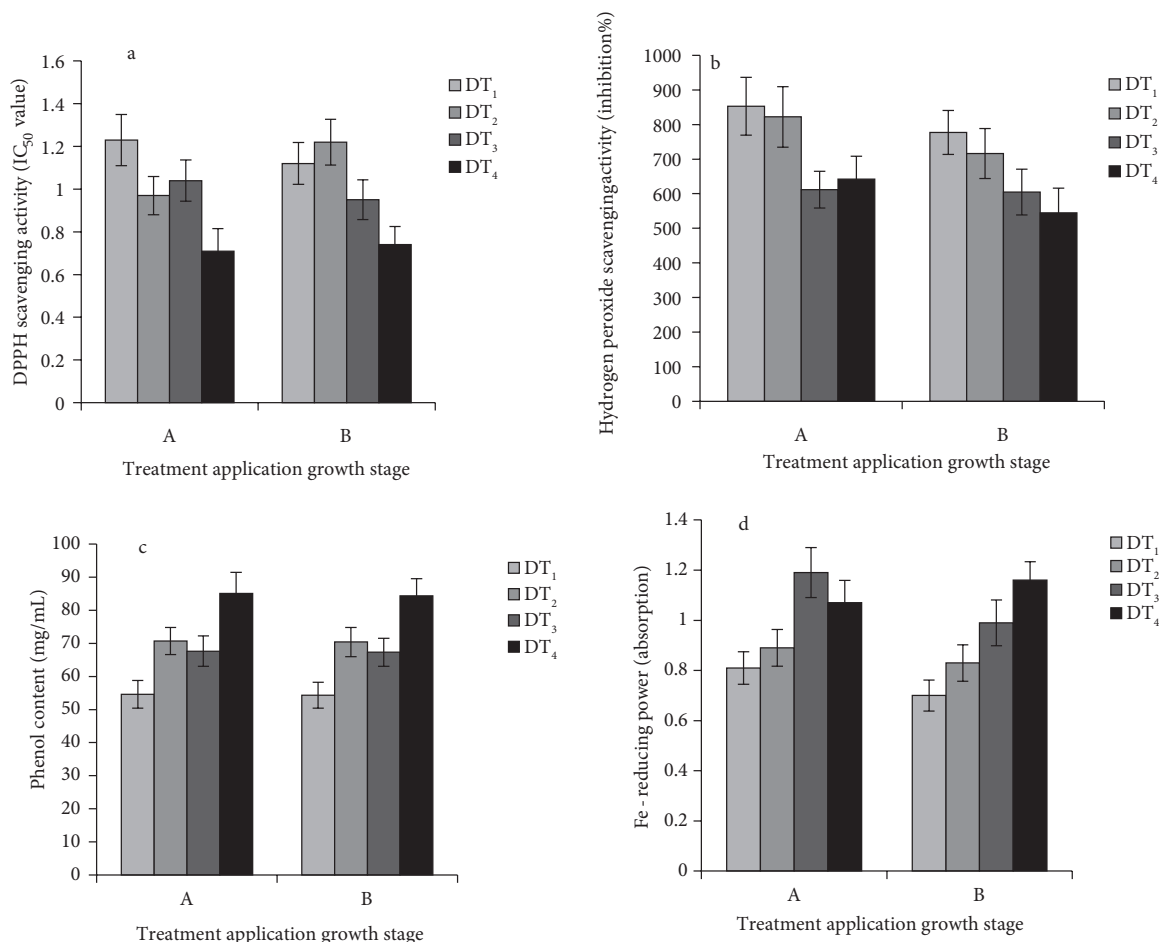 a
DPPH scavenging activity (IC50 value)
1.6
1.4
1.2
1
0.8
0.6
0.4
0.2
0
A
B
Treatment application growth stage
DT1
DT2
DT3
DT4
b
Hydrogen peroxide scavengingactivity (inhibition%)
1000
900
800
700
600
500
400
300
200
100
0
A
B
Treatment application growth stage
DT1
DT2
DT3
DT4
c
Phenol content (mg/mL)
100
90
80
70
60
50
40
30
20
10
0
A
B
Treatment application growth stage
DT1
DT2
DT3
DT4
d
Fe - reducing power (absorption)
1.4
1.2
1
0.8
0.6
0.4
0.2
0
A
B
Treatment application growth stage
DT1
DT2
DT3
DT4